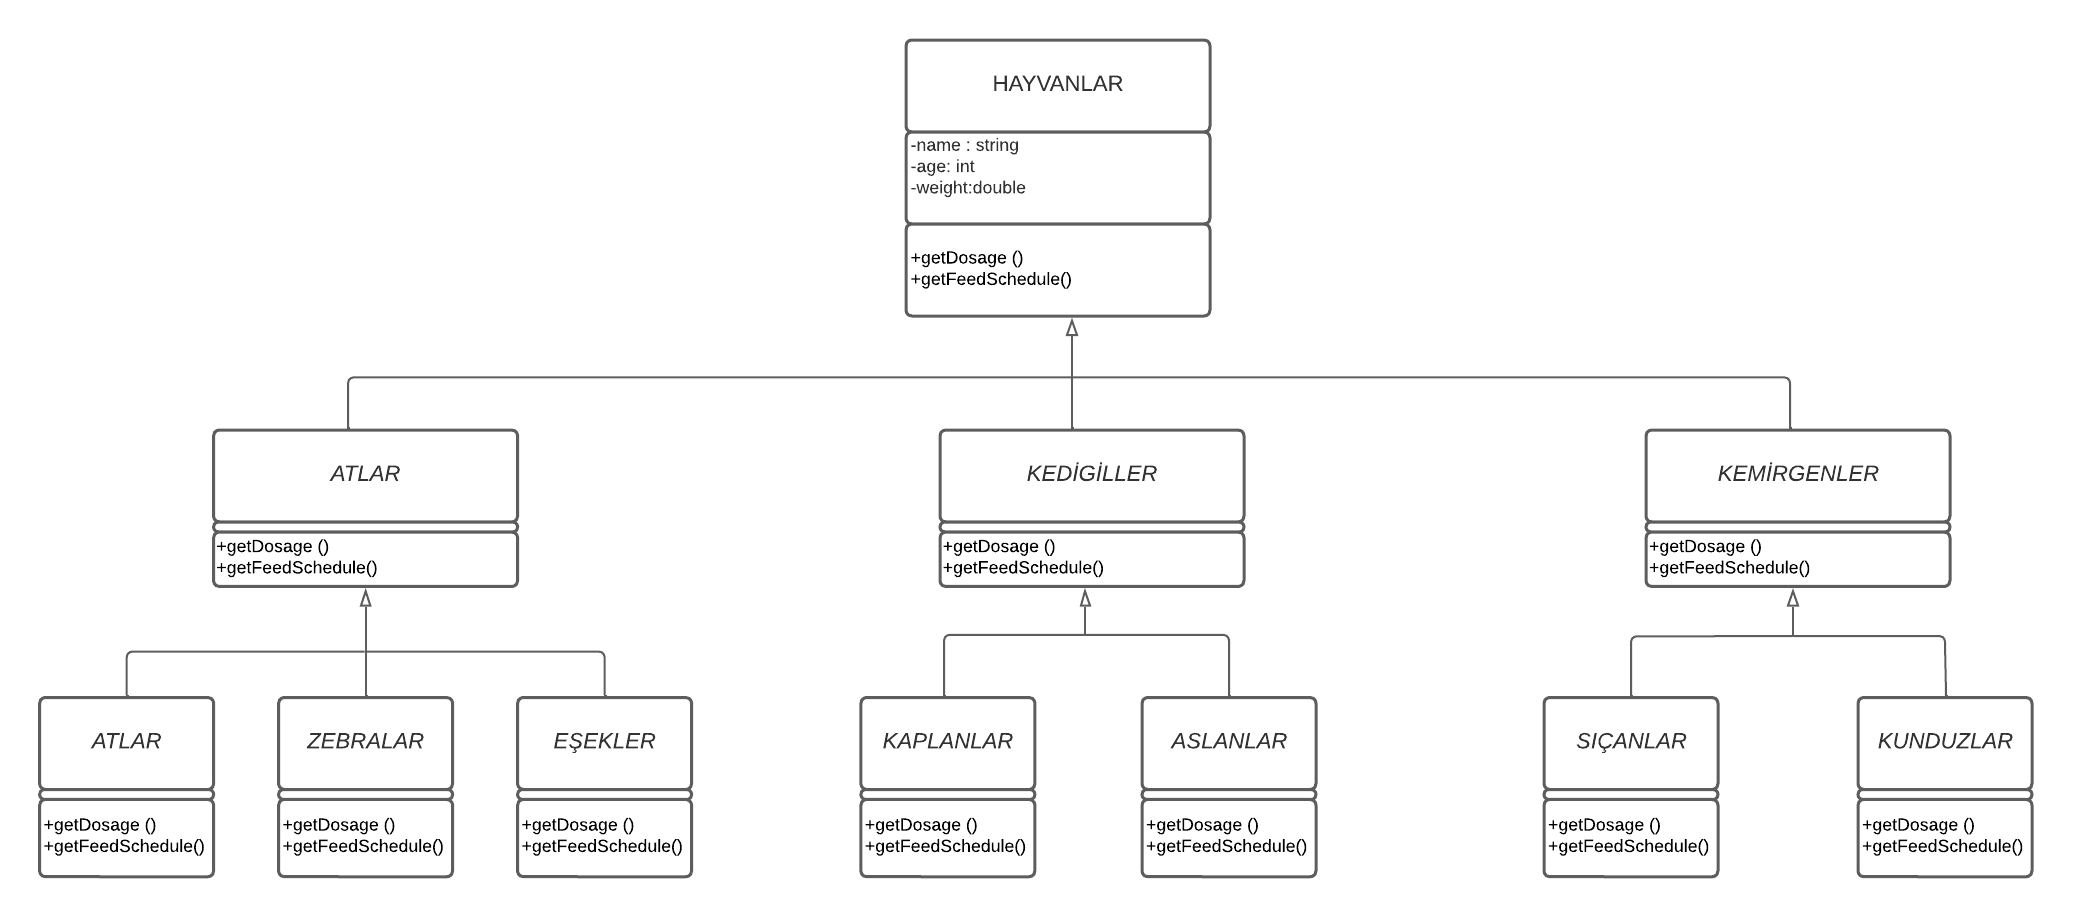 HAYVANLAR
-name : string
-age: int
-weight:double
+getDosage ()
+getFeedSchedule()
ATLAR
+getDosage ()
+getFeedSchedule()
KEDİGİLLER
+getDosage ()
+getFeedSchedule()
KEMİRGENLER
+getDosage ()
+getFeedSchedule()
ATLAR
+getDosage ()
+getFeedSchedule()
ZEBRALAR
+getDosage ()
+getFeedSchedule()
EŞEKLER
+getDosage ()
+getFeedSchedule()
KAPLANLAR
+getDosage ()
+getFeedSchedule()
ASLANLAR
+getDosage ()
+getFeedSchedule()
SIÇANLAR
+getDosage ()
+getFeedSchedule()
KUNDUZLAR
+getDosage ()
+getFeedSchedule()